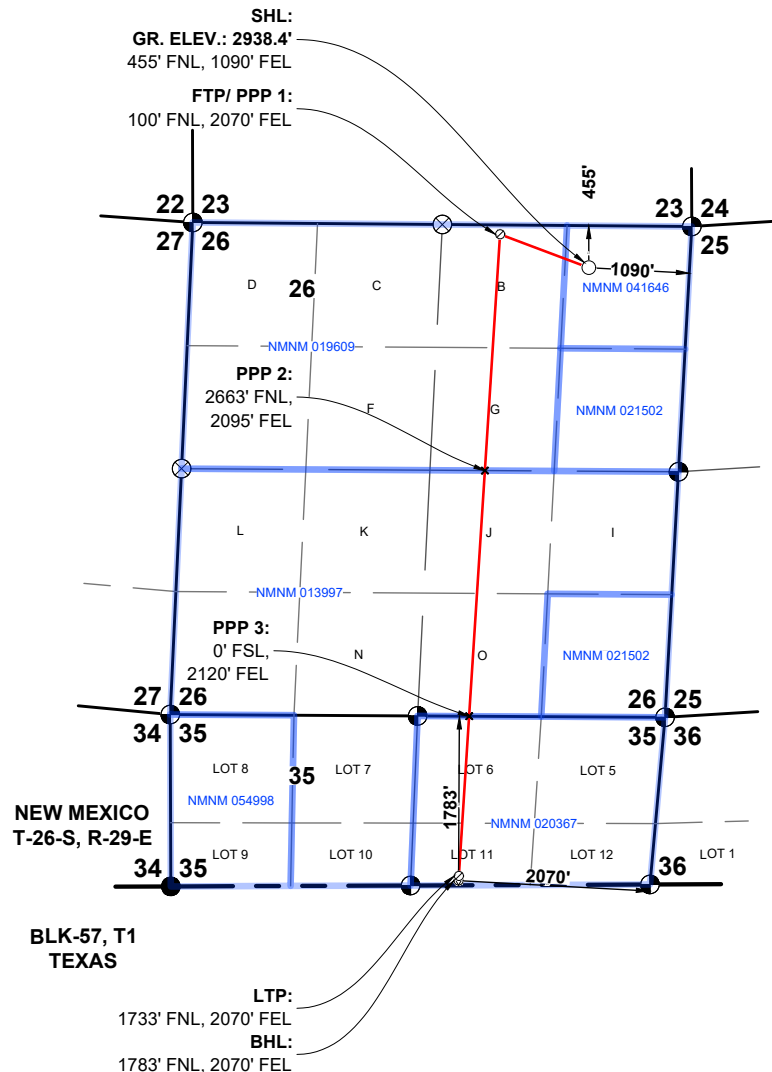 SHL:
GR. ELEV.: 2938.4'
455' FNL, 1090' FEL
FTP/ PPP 1:
100' FNL, 2070' FEL
455'
22 23
23 24
27 26
25
1090'
D
26
C
B
NMNM 041646
NMNM 019609
PPP 2:
2663' FNL,
2095' FEL
F
G
NMNM 021502
L
K
J
I
NMNM 013997
PPP 3:
0' FSL,
2120' FEL
N
O
NMNM 021502
27 26
26 25
34 35
35 36
LOT 8
35
LOT 7
LOT 6
LOT 5
1783'
NMNM 054998
NEW MEXICO
T-26-S, R-29-E
NMNM 020367
LOT 9
LOT 10
LOT 11
LOT 12
LOT 1
34 35
36
2070'
BLK-57, T1
TEXAS
LTP:
1733' FNL, 2070' FEL
BHL:
1783' FNL, 2070' FEL